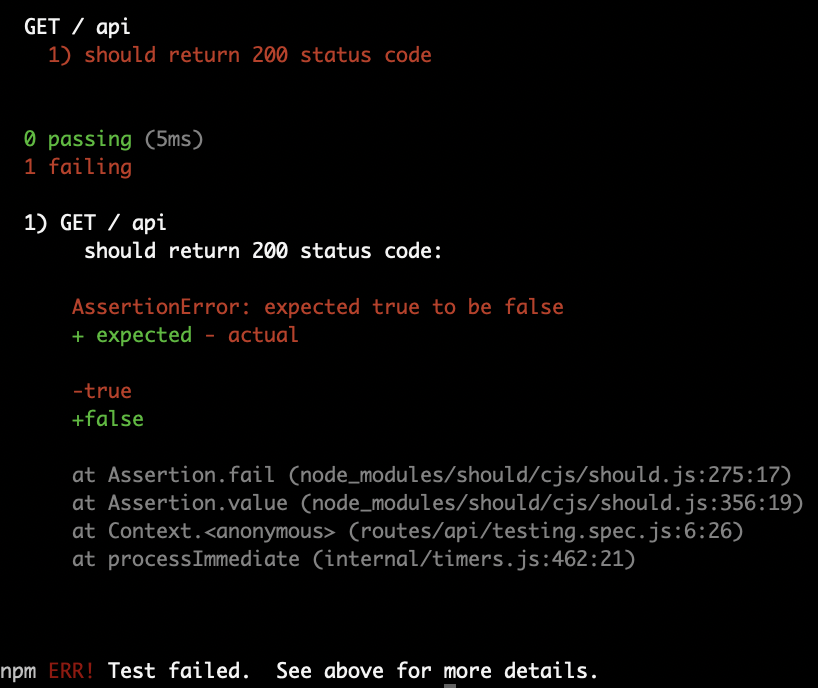 GET / api
1) should return 200 status code
0 passing (5ms)
1 failing
1) GET / api
should return 200 status code:
AssertionError: expected true to be false
+ expected - actual
-true
+false
at Assertion.fail (node_modules/should/cjs/should.js:275:17)
at Assertion.value (node_modules/should/cjs/should.js:356:19)
at Context.<anonymous> (routes/api/testing.spec.js:6:26)
at processImmediate (internal/timers.js:462:21)
npm ERR! Test failed.  See above for more details.